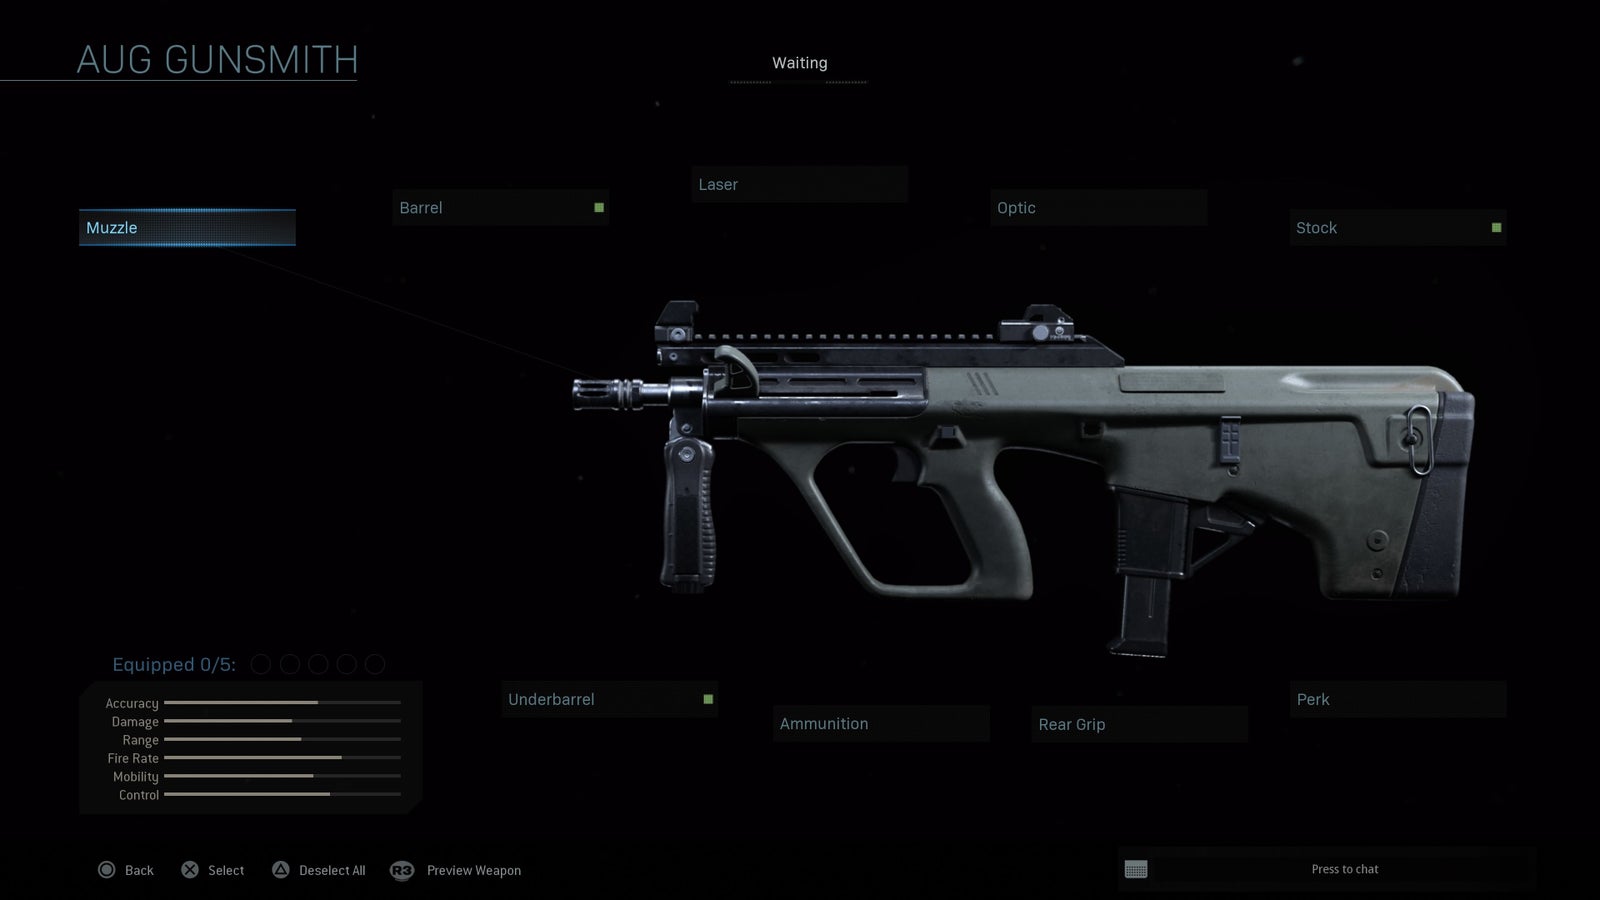 AUG GUNSMITH
Waiting
Laser
Barrel
Optic
Muzzle
Stock
Equipped 0/5:
Accuracy
Damage
Range
Fire Rate
Mobility
Control
Underbarrel
Ammunition
Rear Grip
Perk
Back
Select
Deselect All
R3
Preview Weapon
Press to chat